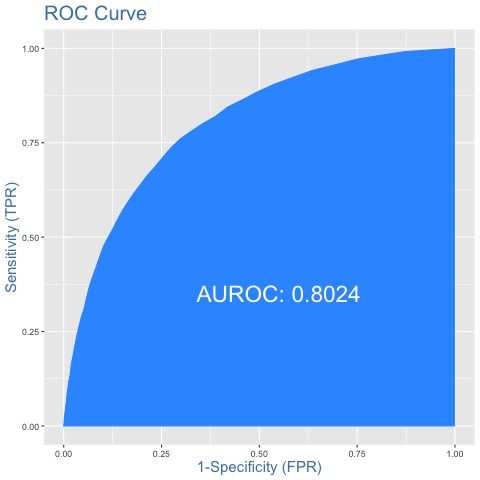 ROC Curve
1.00
0.75
0.50
0.25
0.00
Sensitivity (TPR)
AUROC: 0.8024
0.00 0.25 0.50 0.75 1.00
1-Specificity (FPR)